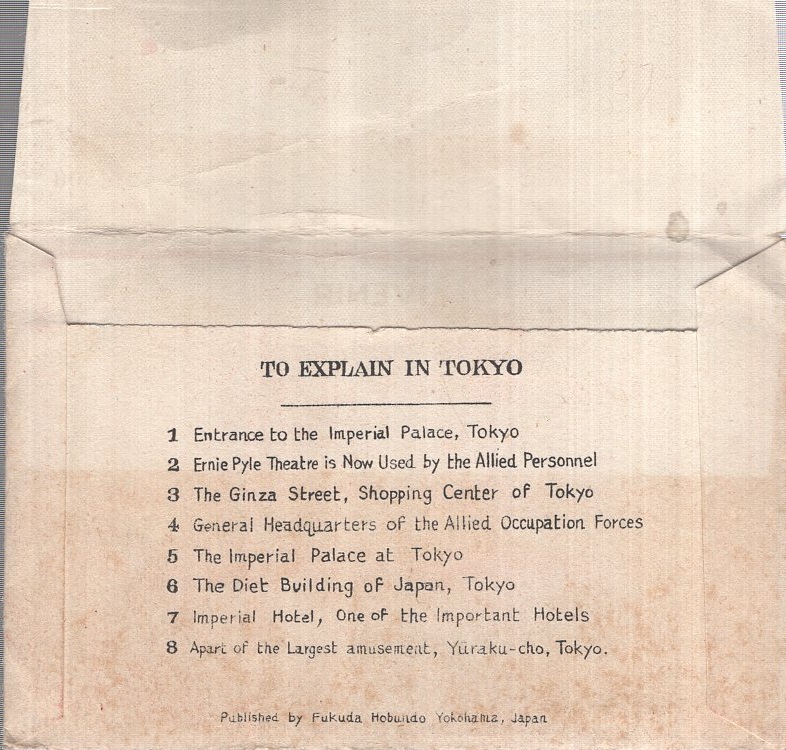 TO EXPLAIN IN TOKYO
1 Entrance to the Imperial Palace, Tokyo
2 Ernie Pyle Theatre is Now Used by the Allied Personnel
3 The Ginza Street, Shopping Center of Tokyo
4 General Headquarters of the Allied Occupation Forces
5 The Imperial Palace at Tokyo
6 The Diet Building of Japan, Tokyo
7 Imperial Hotel, One of the Important Hotels
8 Apart of the Largest amusement, Yūraku-cho, Tokyo.
Published by Fukuda Hobundo Yokohama, Japan